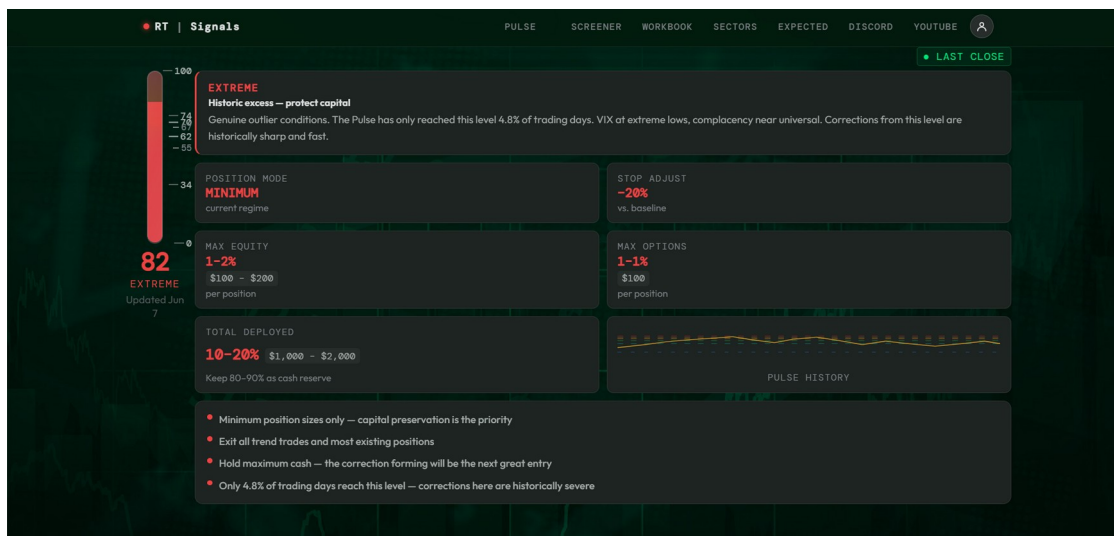 RT | Signals
PULSE SCREENER WORKBOOK SECTORS EXPECTED DISCORD YOUTUBE
LAST CLOSE
100
74
70
67
62
55
34
0
82
EXTREME
Updated Jun
7
EXTREME
Historic excess — protect capital
Genuine outlier conditions. The Pulse has only reached this level 4.8% of trading days. VIX at extreme lows, complacency near universal. Corrections from this level are
historically sharp and fast.
POSITION MODE
MINIMUM
current regime
STOP ADJUST
−20%
vs. baseline
MAX EQUITY
1–2%
$100 – $200
per position
MAX OPTIONS
1–1%
$100
per position
TOTAL DEPLOYED
10–20% $1,000 – $2,000
Keep 80–90% as cash reserve
PULSE HISTORY
Minimum position sizes only — capital preservation is the priority
Exit all trend trades and most existing positions
Hold maximum cash — the correction forming will be the next great entry
Only 4.8% of trading days reach this level — corrections here are historically severe